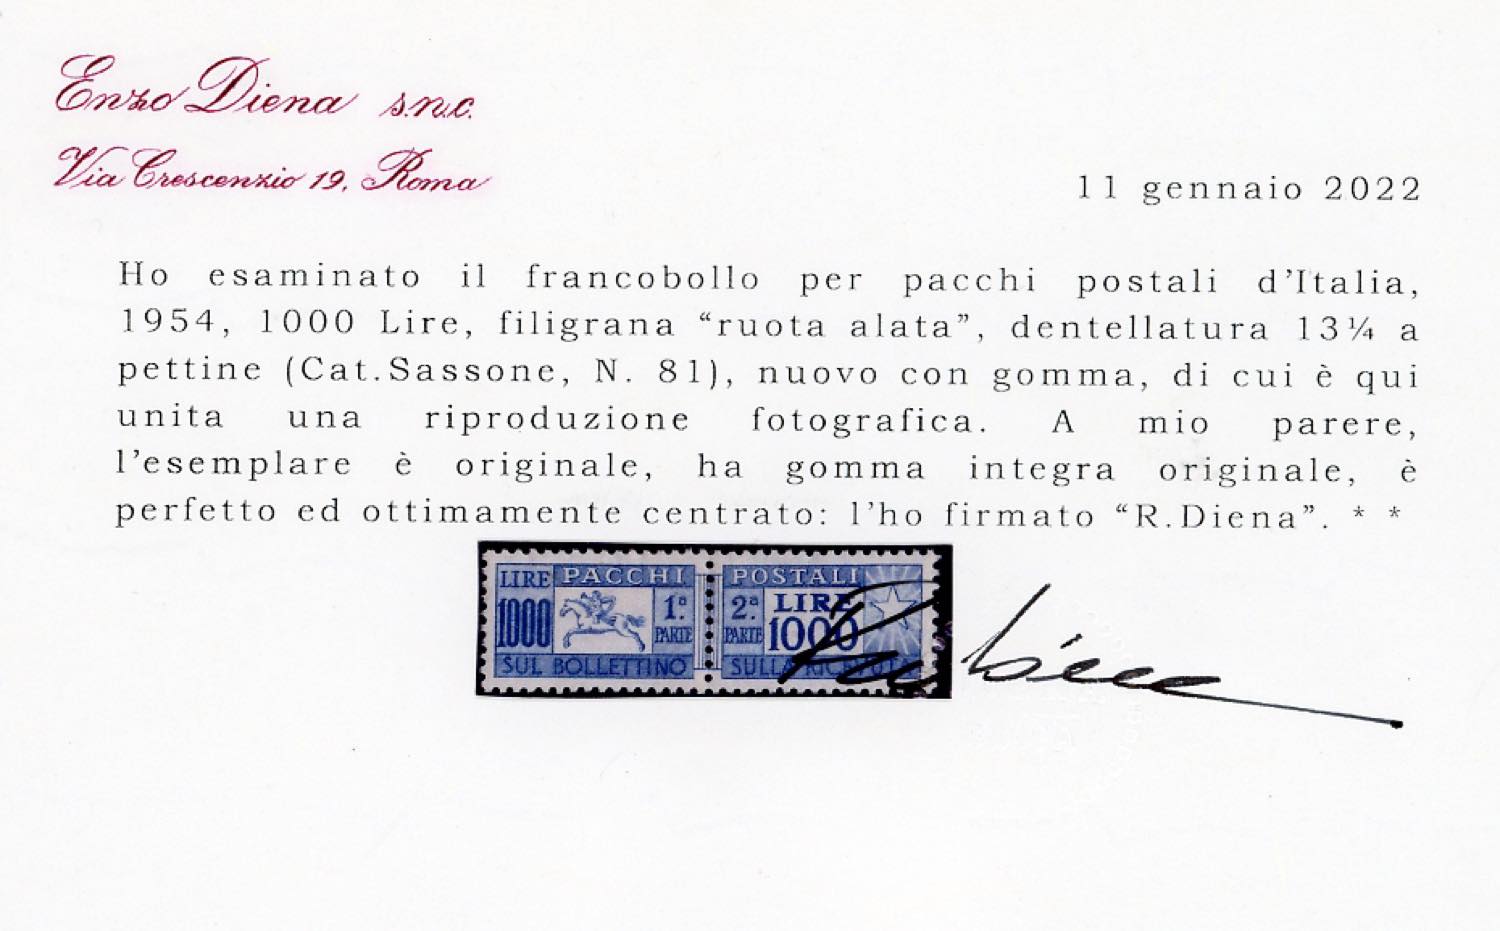 Enzo Diena s.n.c.
Via Crescenzio 19, Roma
11 gennaio 2022
Ho esaminato il francobollo per pacchi postali d'Italia,
1954, 1000 Lire, filigrana “ruota alata”, dentellatura 13¼ a
pettine (Cat.Sassone, N. 81), nuovo con gomma, di cui è qui
unita una riproduzione fotografica. A mio parere,
l'esemplare è originale, ha gomma integra originale, è
perfetto ed ottimamente centrato: l'ho firmato “R.Diena”. * *
LIRE PACCHI POSTALI
1000 1ª PARTE 2ª PARTE LIRE 1000
SUL BOLLETTINO SULLA RICEVUTA